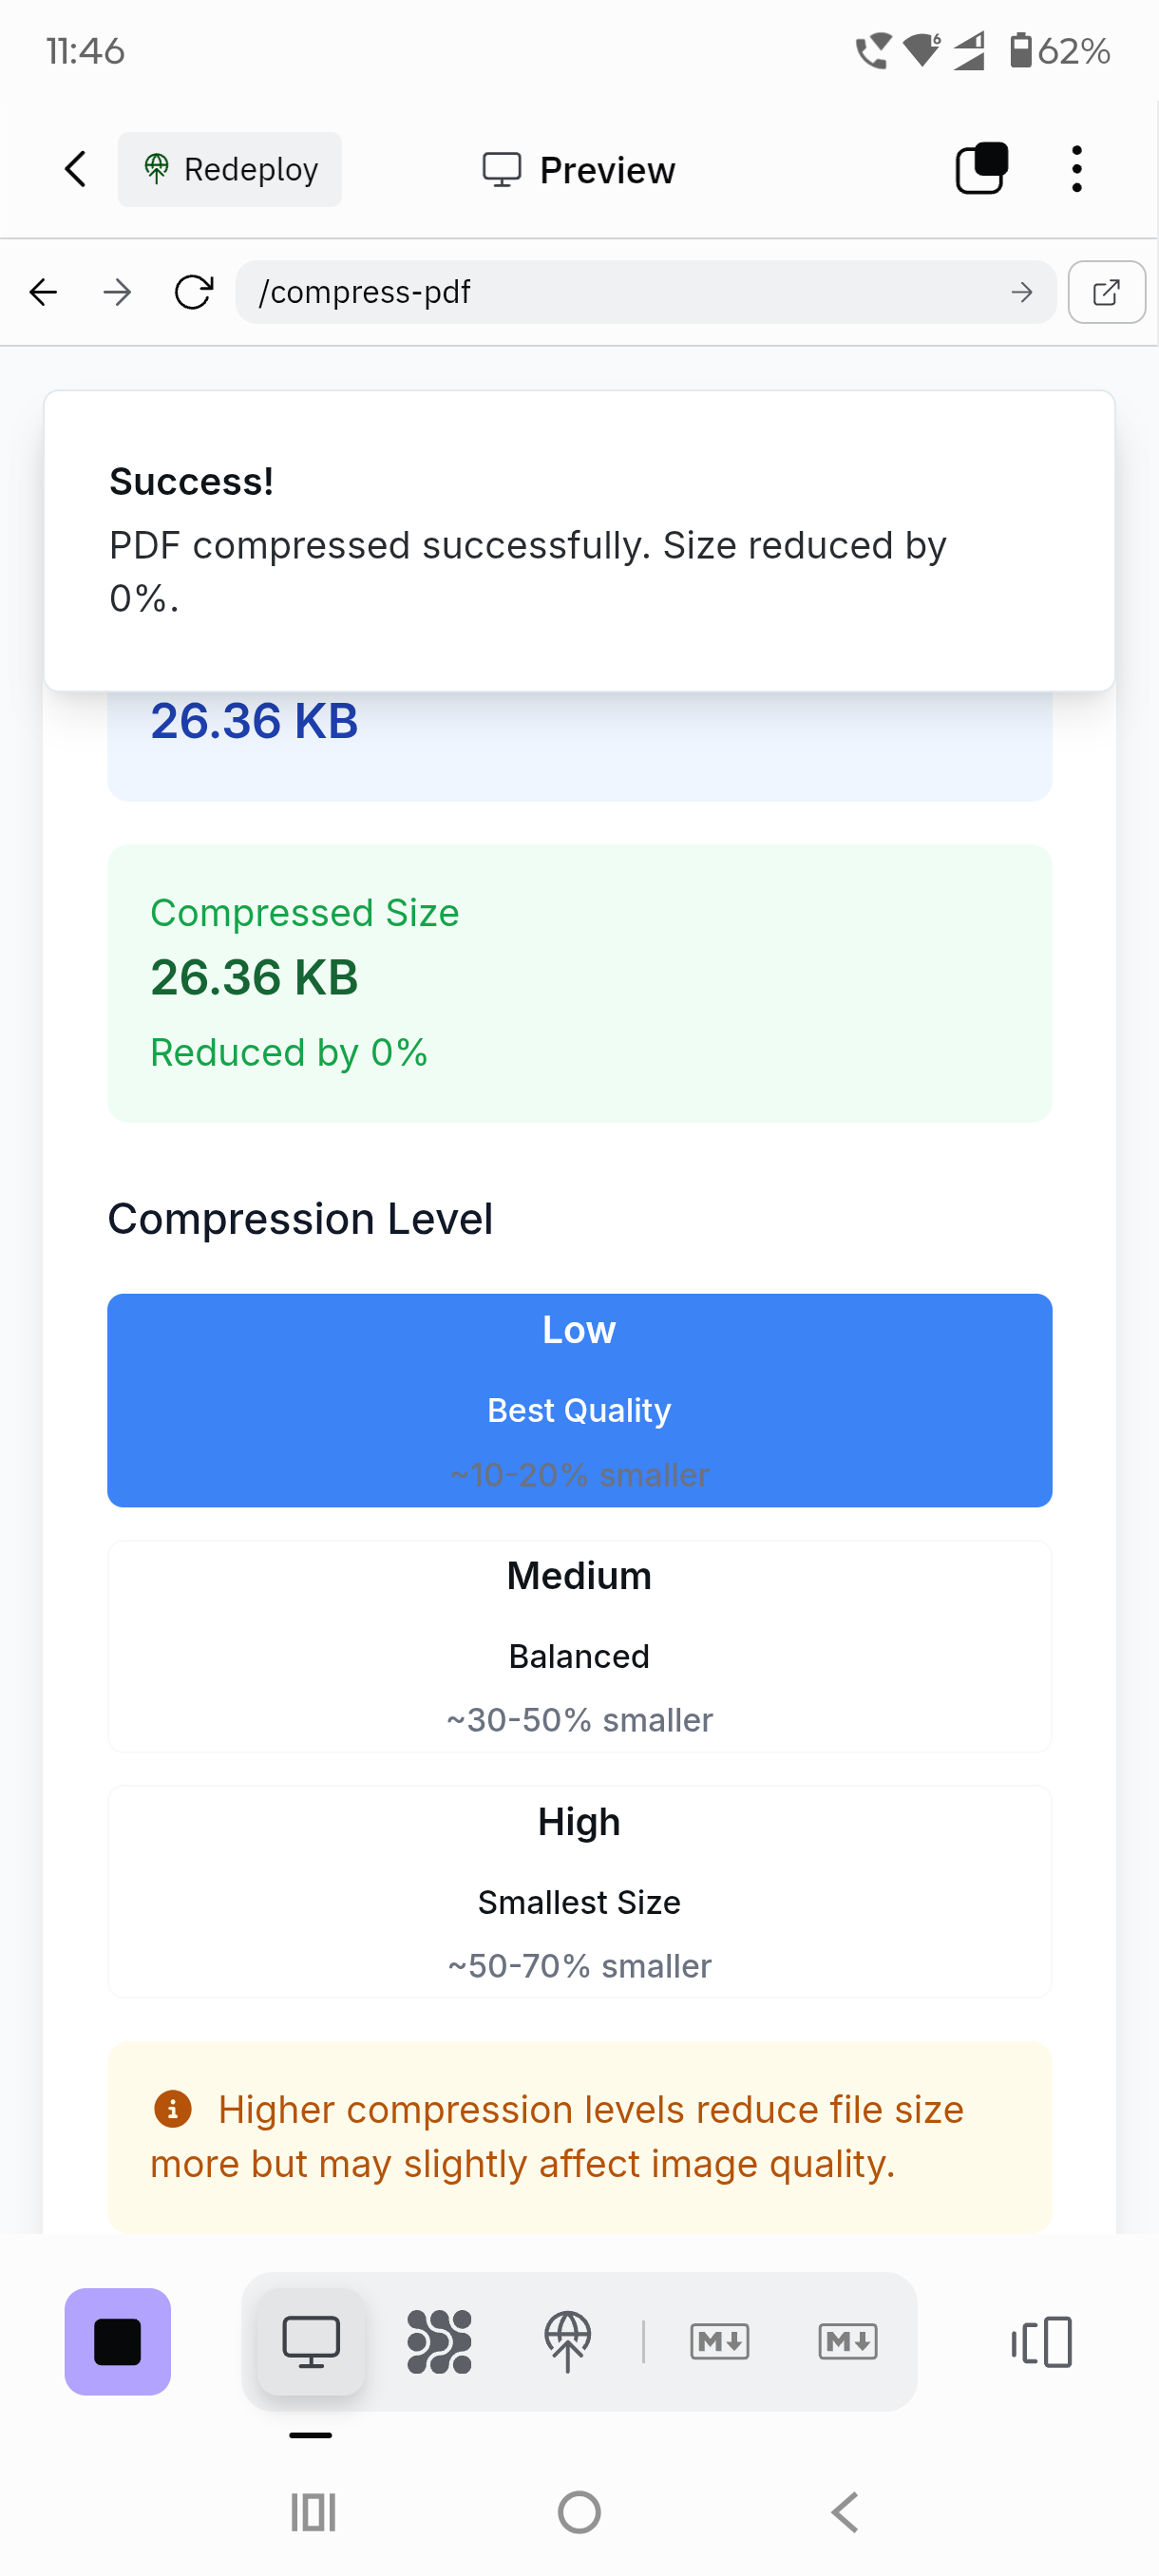 11:46
6
62%
Redeploy
Preview
/compress-pdf
Success!
PDF compressed successfully. Size reduced by
0%.
26.36 KB
Compressed Size
26.36 KB
Reduced by 0%
Compression Level
Low
Best Quality
~10-20% smaller
Medium
Balanced
~30-50% smaller
High
Smallest Size
~50-70% smaller
Higher compression levels reduce file size
more but may slightly affect image quality.
M
M